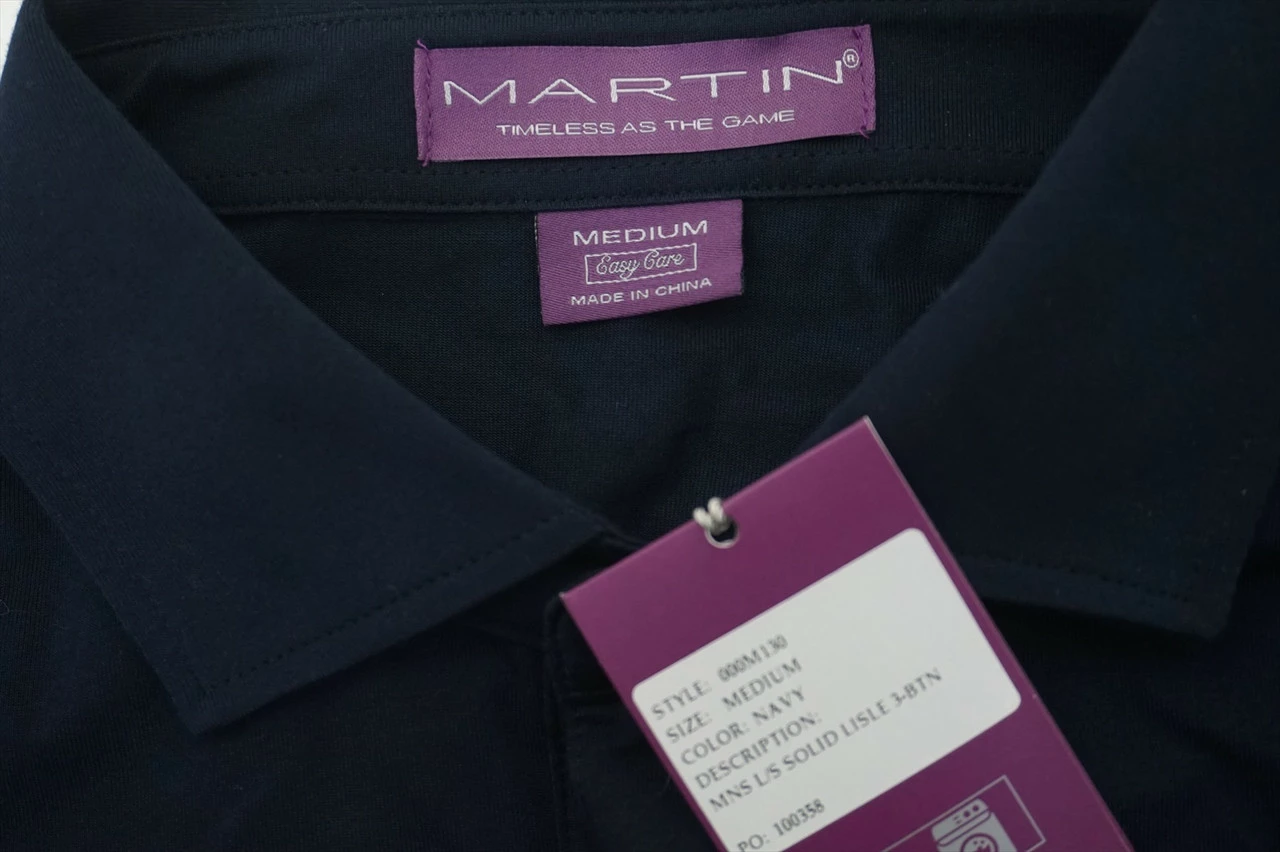 MARTIN®
TIMELESS AS THE GAME
MEDIUM
Easy Care
MADE IN CHINA
STYLE: 000M130
SIZE: MEDIUM
COLOR: NAVY
DESCRIPTION:
MNS L/S SOLID LISLE 3-BTN
PO: 100358